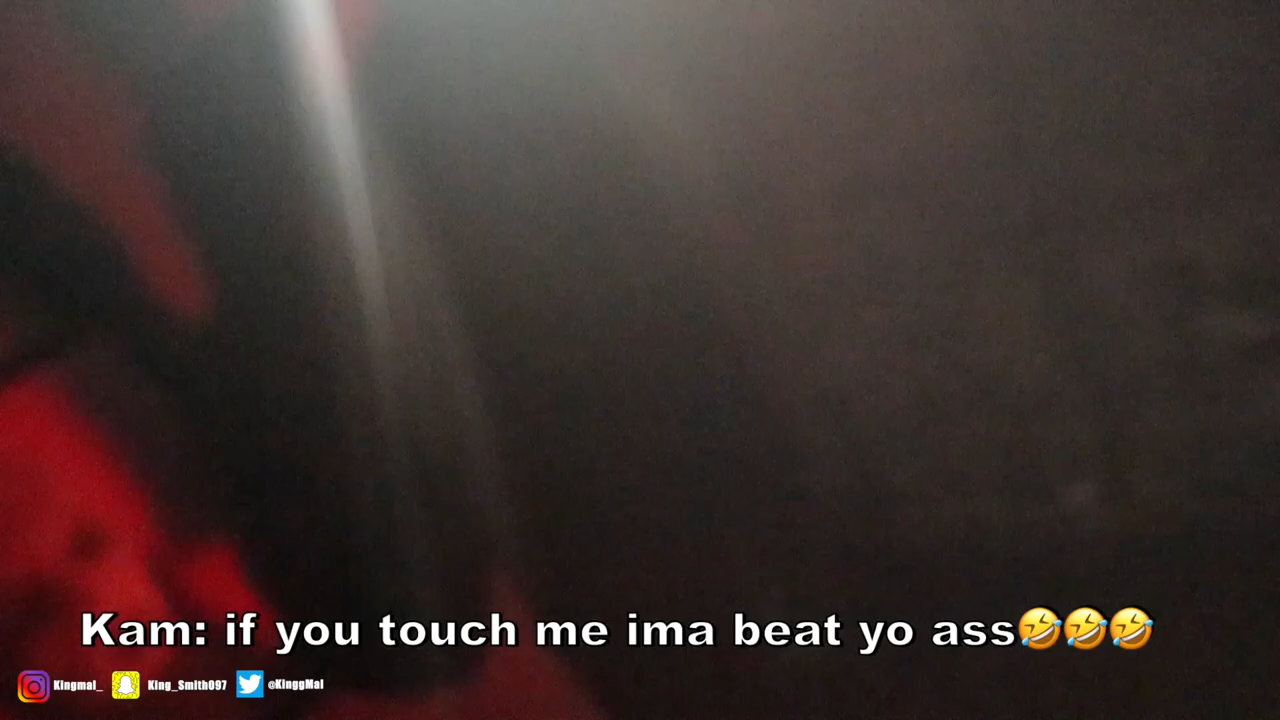 Kam: if you touch me ima beat yo ass🤣🤣🤣
Kingmal_ King_Smith097 @KinggMal